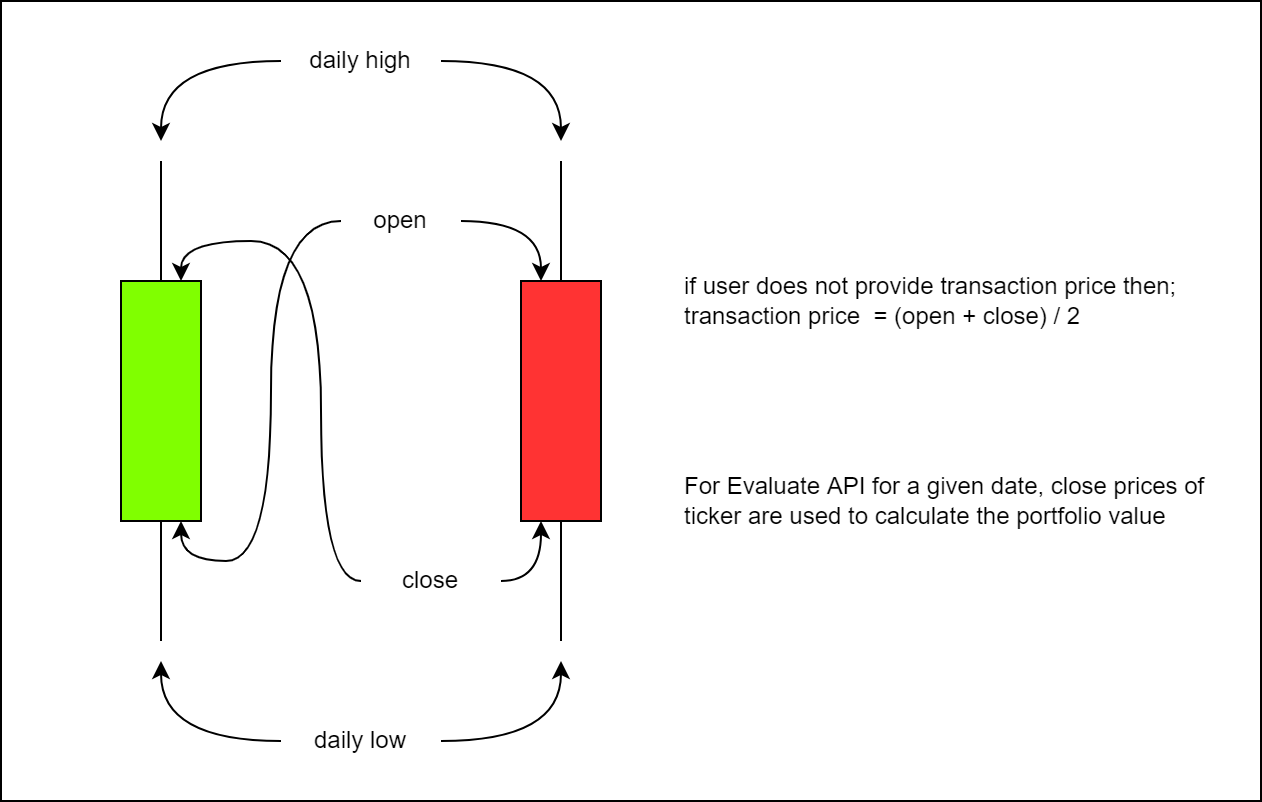 daily high
open
if user does not provide transaction price then;
transaction price  = (open + close) / 2
For Evaluate API for a given date, close prices of
ticker are used to calculate the portfolio value
close
daily low